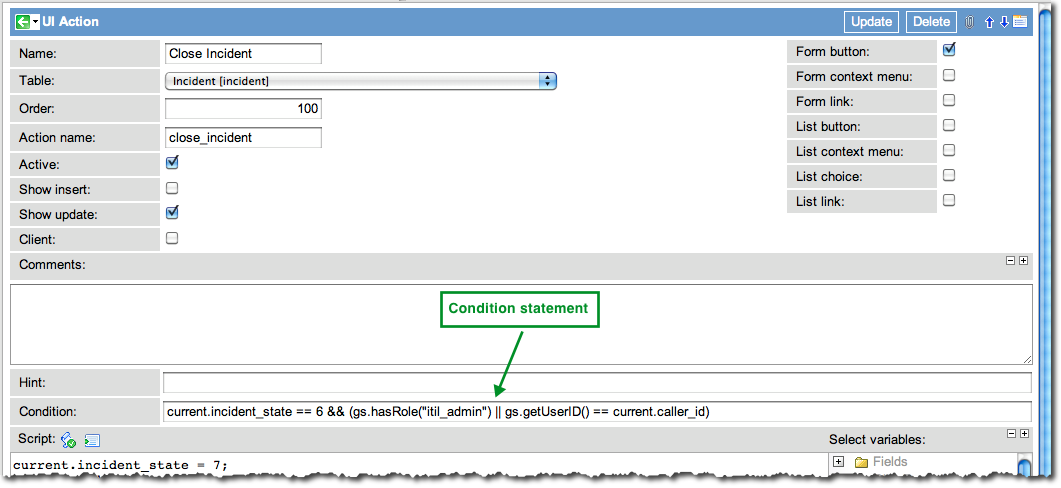 UI Action Update Delete
Name: Close Incident Form button:
Table: Incident [incident] Form context menu:
Order: 100 Form link:
Action name: close_incident List button:
Active: List context menu:
Show insert: List choice:
Show update: List link:
Client:
Comments:
Condition statement
Hint:
Condition: current.incident_state == 6 && (gs.hasRole("itil_admin") || gs.getUserID() == current.caller_id)
Script: Select variables:
current.incident_state = 7; Fields